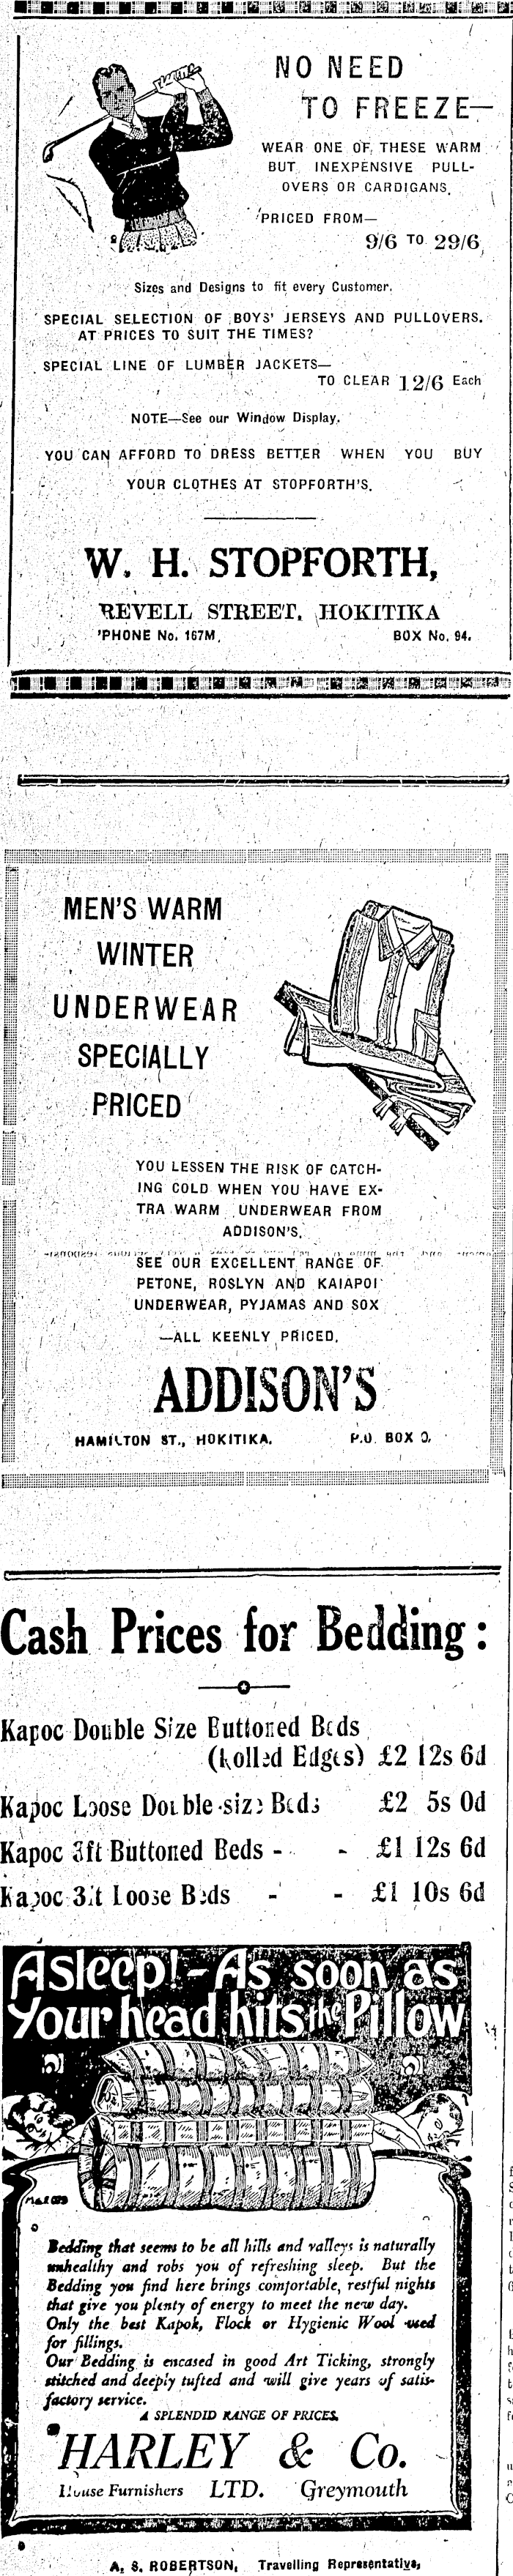 NO NEED
TO FREEZE—
WEAR ONE OF THESE WARM
BUT INEXPENSIVE PULL-
OVERS OR CARDIGANS.
PRICED FROM—
9/6 TO 29/6
Sizes and Designs to fit every Customer.
SPECIAL SELECTION OF BOYS' JERSEYS AND PULLOVERS.
AT PRICES TO SUIT THE TIMES?
SPECIAL LINE OF LUMBER JACKETS—
TO CLEAR 12/6 Each
NOTE—See our Window Display.
YOU CAN AFFORD TO DRESS BETTER WHEN YOU BUY
YOUR CLOTHES AT STOPFORTH'S.
W. H. STOPFORTH,
REVELL STREET, HOKITIKA
'PHONE No. 167M. BOX No. 94.
MEN'S WARM
WINTER
UNDERWEAR
SPECIALLY
PRICED
YOU LESSEN THE RISK OF CATCH-
ING COLD WHEN YOU HAVE EX-
TRA WARM UNDERWEAR FROM
ADDISON'S.
SEE OUR EXCELLENT RANGE OF
PETONE, ROSLYN AND KAIAPOI
UNDERWEAR, PYJAMAS AND SOX
—ALL KEENLY PRICED.
ADDISON'S
HAMILTON ST., HOKITIKA. P.O. BOX
Cash Prices for Bedding:
Kapoc Double Size Buttoned Beds
(Rolled Edges) £2 12s 6d
Kapoc Loose Double-size Beds £2 5s 0d
Kapoc 3ft Buttoned Beds - - £1 12s 6d
Kapoc 3ft Loose Beds - - £1 10s 6d
Asleep!-As soon as
Your head hits the Pillow
Bedding that seems to be all hills and valleys is naturally
unhealthy and robs you of refreshing sleep. But the
Bedding you find here brings comfortable, restful nights
that give you plenty of energy to meet the new day.
Only the best Kapok, Flock or Hygienic Wool used
for fillings.
Our Bedding is encased in good Art Ticking, strongly
stitched and deeply tufted and will give years of satis-
factory service.
A SPLENDID RANGE OF PRICES.
HARLEY & Co.
House Furnishers LTD. Greymouth
A. S. ROBERTSON, Travelling Representative,